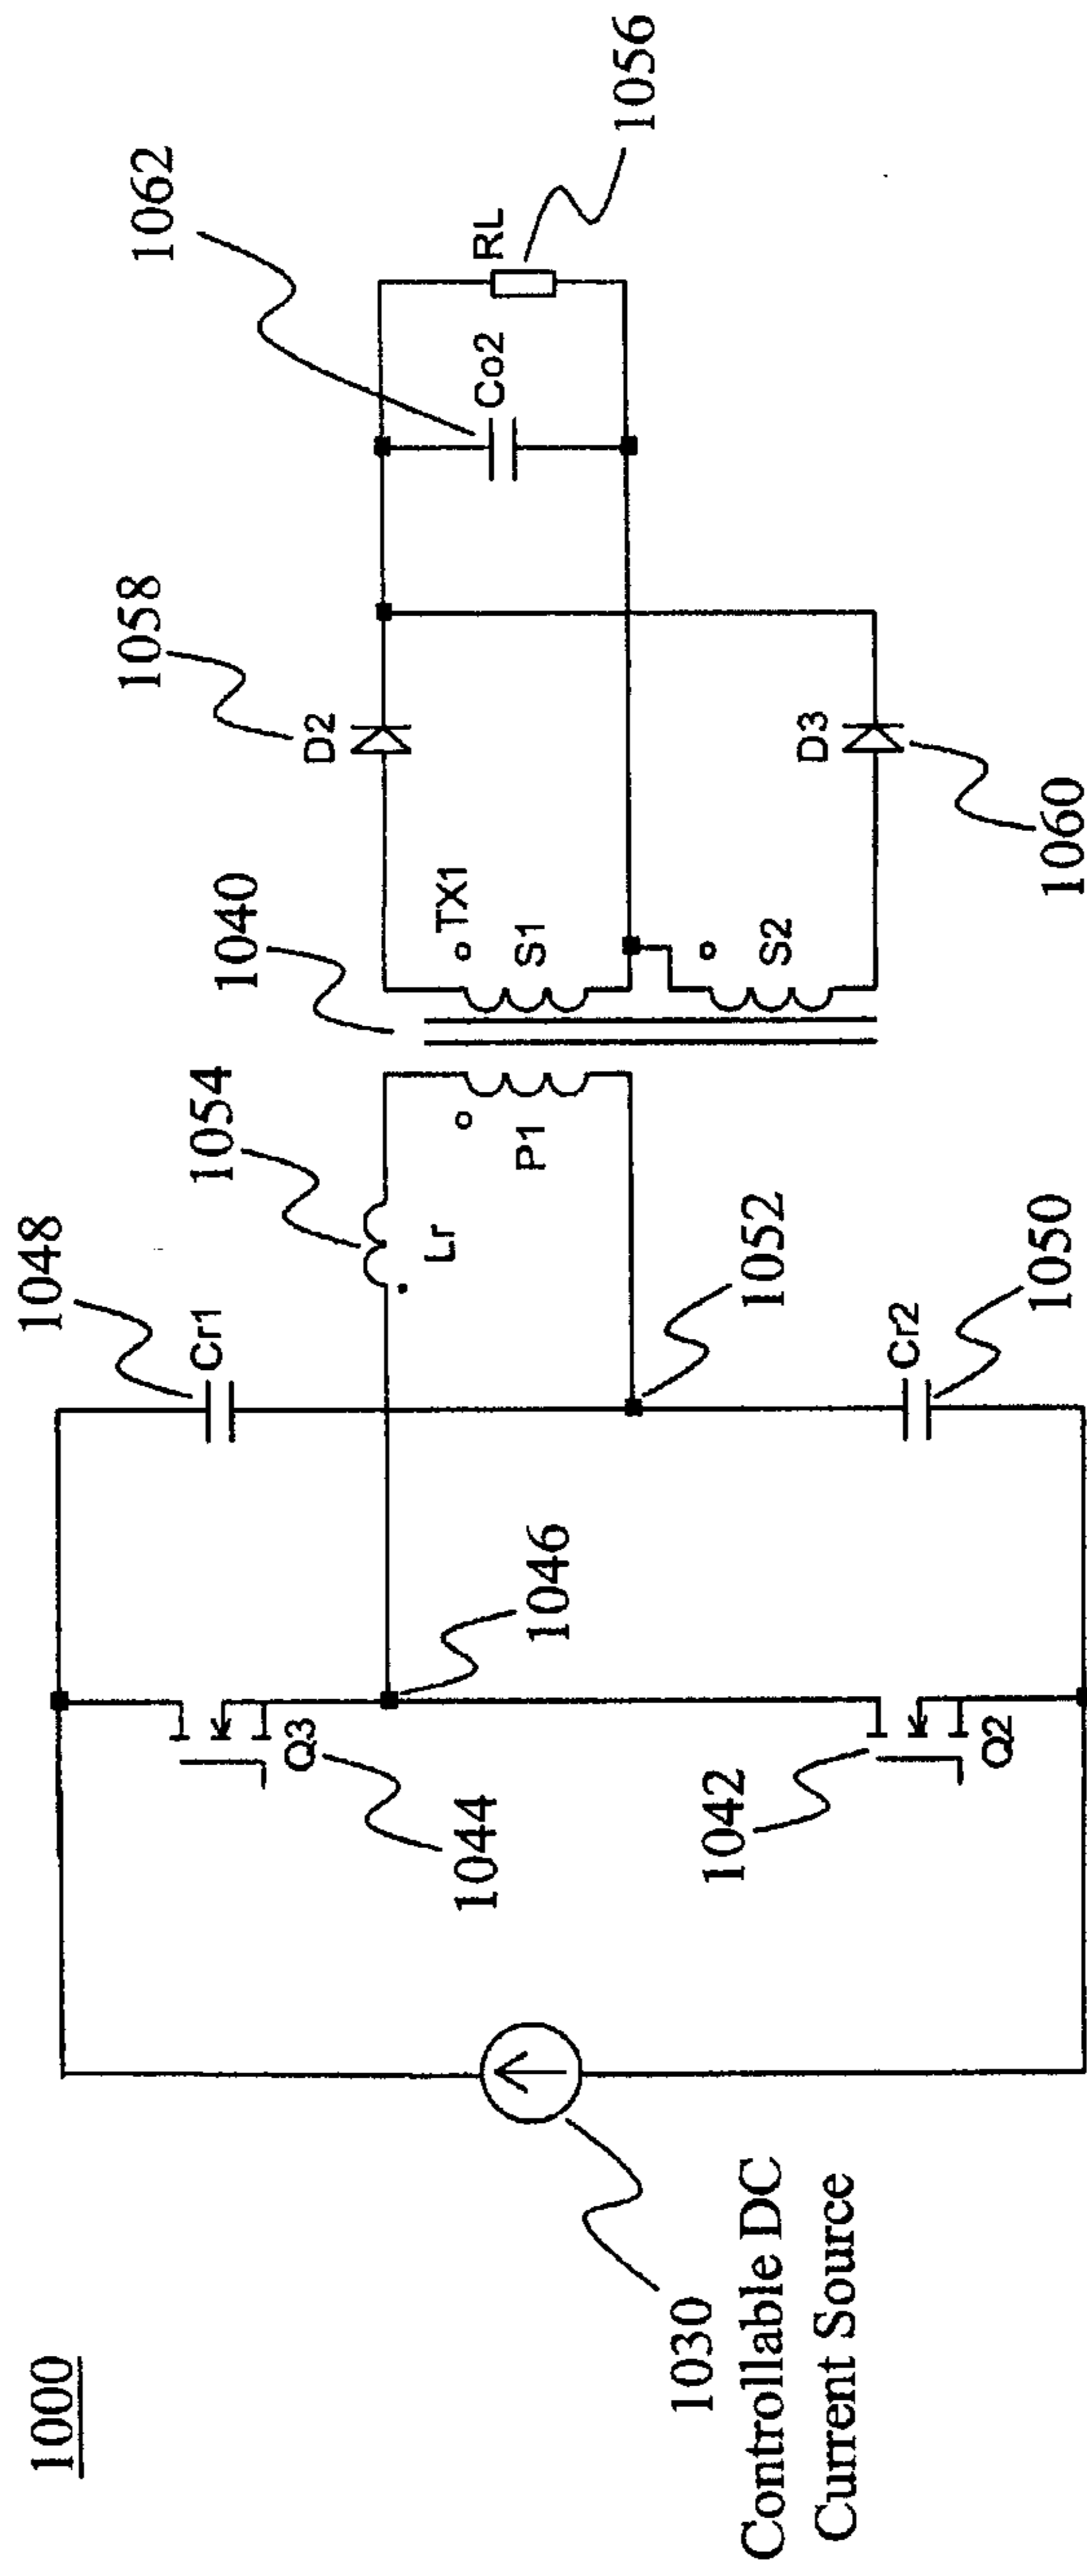 1000
1030
Controllable DC
Current Source
1044
Q3
1042
Q2
1046
1048
Cr1
1052
1050
Cr2
1054
Lr
P1
1040
TX1
S1
S2
1058
D2
D3
1060
1062
Co2
RL
1056